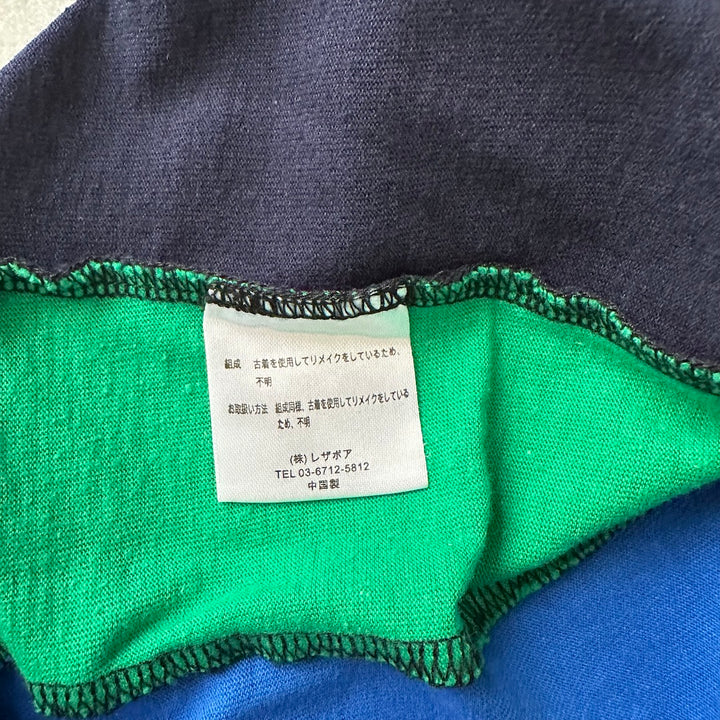 組成 古着を使用してリメイクをしているため、
不明
お取扱い方法 組成同様、古着を使用してリメイクをしている
ため、不明
(株) レザボア
TEL 03-6712-5812
中国製